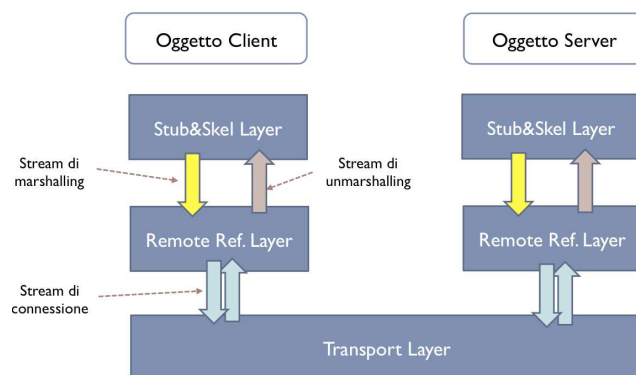 Oggetto Client
Oggetto Server
Stub&Skel Layer
Stub&Skel Layer
Stream di
marshalling
Stream di
unmarshalling
Remote Ref. Layer
Remote Ref. Layer
Stream di
connessione
Transport Layer